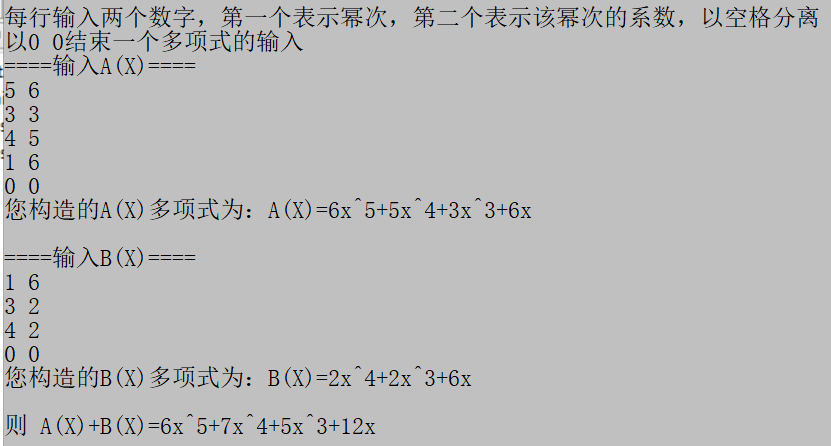 每行输入两个数字，第一个表示幂次，第二个表示该幂次的系数，以空格分离
以0 0结束一个多项式的输入
====输入A(X)====
5 6
3 3
4 5
1 6
0 0
您构造的A(X)多项式为：A(X)=6x^5+5x^4+3x^3+6x
====输入B(X)====
1 6
3 2
4 2
0 0
您构造的B(X)多项式为：B(X)=2x^4+2x^3+6x
则 A(X)+B(X)=6x^5+7x^4+5x^3+12x